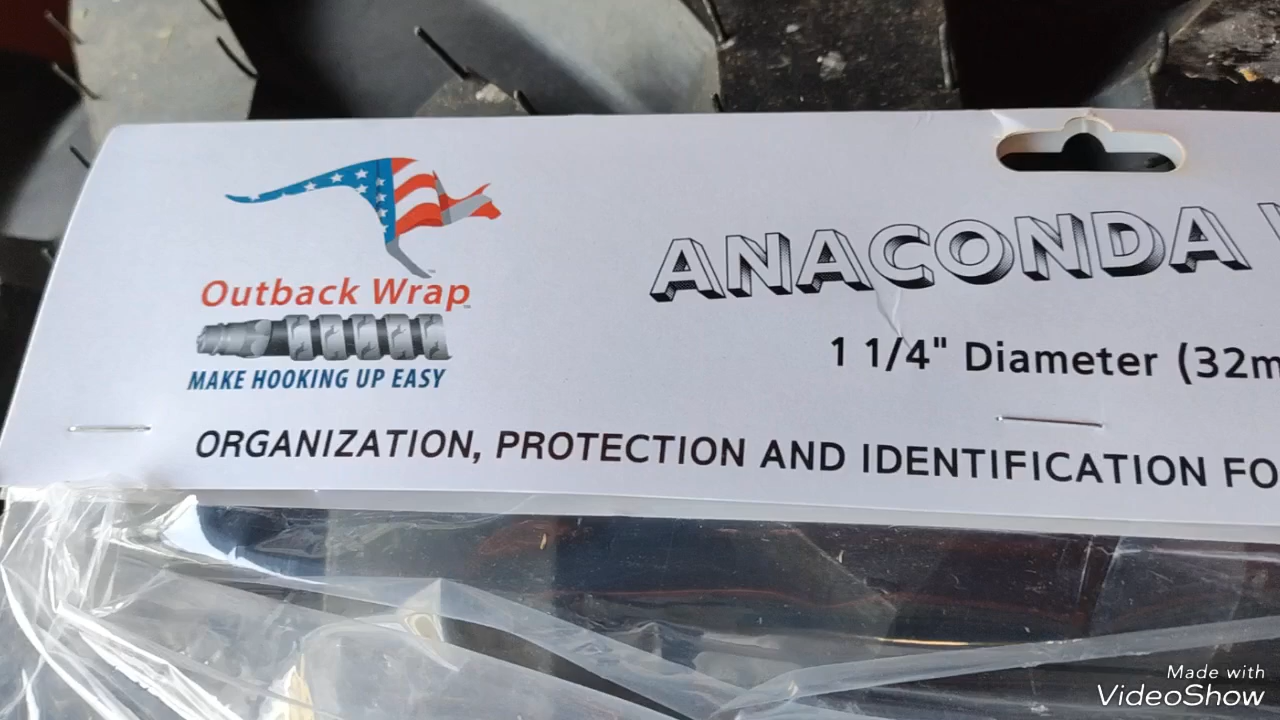 Outback Wrap
MAKE HOOKING UP EASY
ANACONDA
1 1/4" Diameter (32m
ORGANIZATION, PROTECTION AND IDENTIFICATION FO
Made with
VideoShow